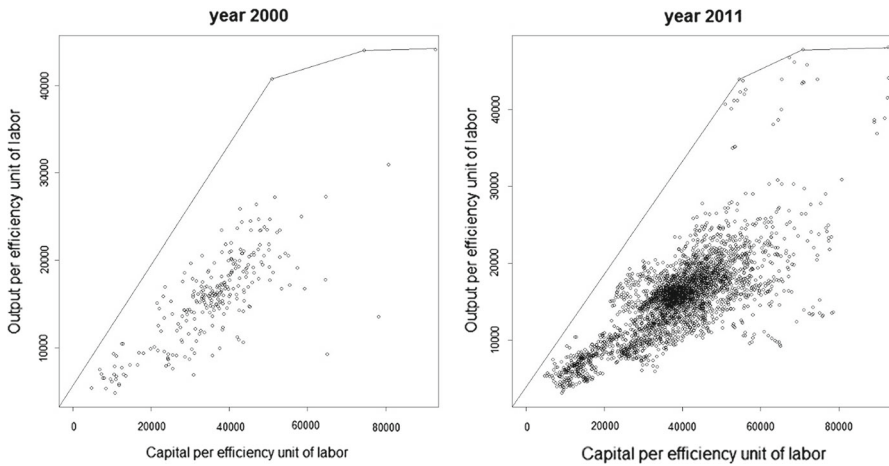 year 2000
Output per efficiency unit of labor
40000
30000
20000
10000
0 20000 40000 60000 80000
Capital per efficiency unit of labor
year 2011
Output per efficiency unit of labor
40000
30000
20000
10000
0 20000 40000 60000 80000
Capital per efficiency unit of labor